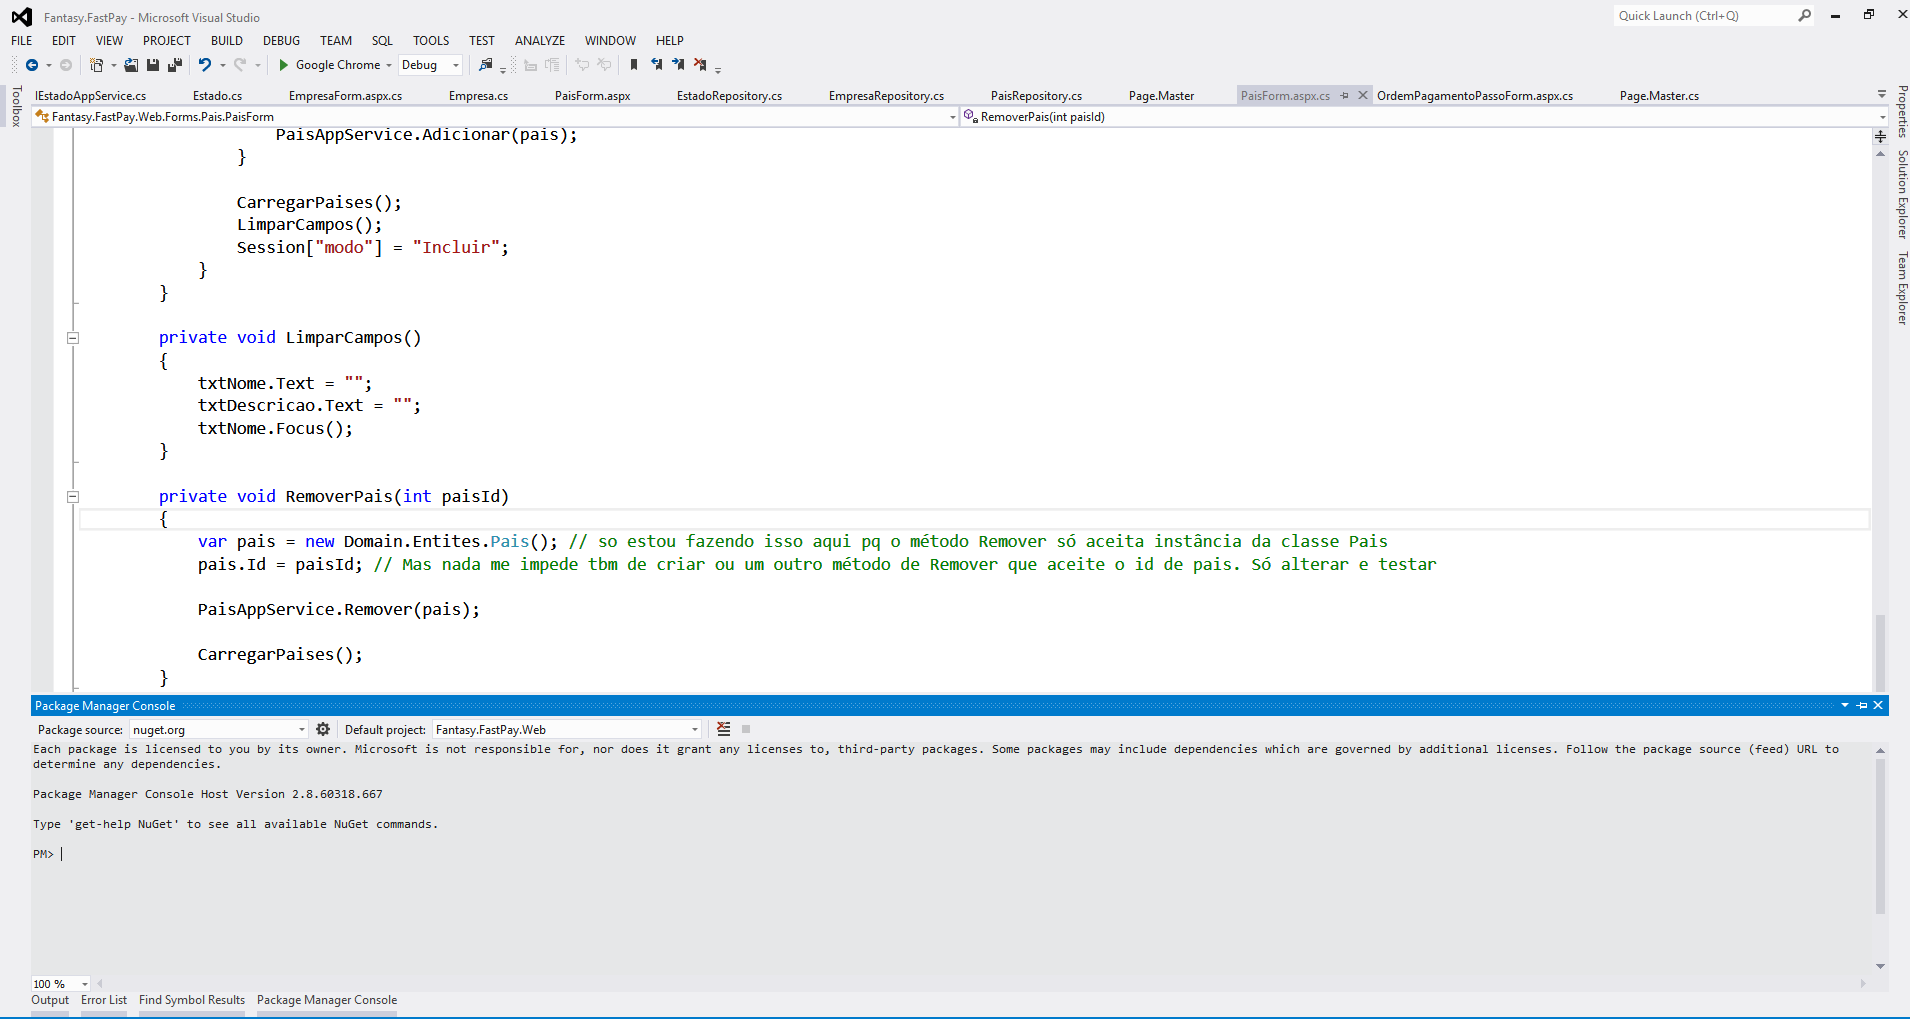 Fantasy.FastPay - Microsoft Visual Studio
Quick Launch (Ctrl+Q)
FILE EDIT VIEW PROJECT BUILD DEBUG TEAM SQL TOOLS TEST ANALYZE WINDOW HELP
Google Chrome Debug
Toolbox
IEstadoAppService.cs Estado.cs EmpresaForm.aspx.cs Empresa.cs PaisForm.aspx EstadoRepository.cs EmpresaRepository.cs PaisRepository.cs Page.Master PaisForm.aspx.cs OrdemPagamentoPassoForm.aspx.cs Page.Master.cs
Fantasy.FastPay.Web.Forms.Pais.PaisForm RemoverPais(int paisId)
PaisAppService.Adicionar(pais);
}
CarregarPaises();
LimparCampos();
Session["modo"] = "Incluir";
}
}
private void LimparCampos()
{
txtNome.Text = "";
txtDescricao.Text = "";
txtNome.Focus();
}
private void RemoverPais(int paisId)
{
var pais = new Domain.Entites.Pais(); // so estou fazendo isso aqui pq o método Remover só aceita instância da classe Pais
pais.Id = paisId; // Mas nada me impede tbm de criar ou um outro método de Remover que aceite o id de pais. Só alterar e testar
PaisAppService.Remover(pais);
CarregarPaises();
}
Properties
Solution Explorer
Team Explorer
Package Manager Console
Package source: nuget.org Default project: Fantasy.FastPay.Web
Each package is licensed to you by its owner. Microsoft is not responsible for, nor does it grant any licenses to, third-party packages. Some packages may include dependencies which are governed by additional licenses. Follow the package source (feed) URL to
determine any dependencies.
Package Manager Console Host Version 2.8.60318.667
Type 'get-help NuGet' to see all available NuGet commands.
PM>
100 %
Output Error List Find Symbol Results Package Manager Console